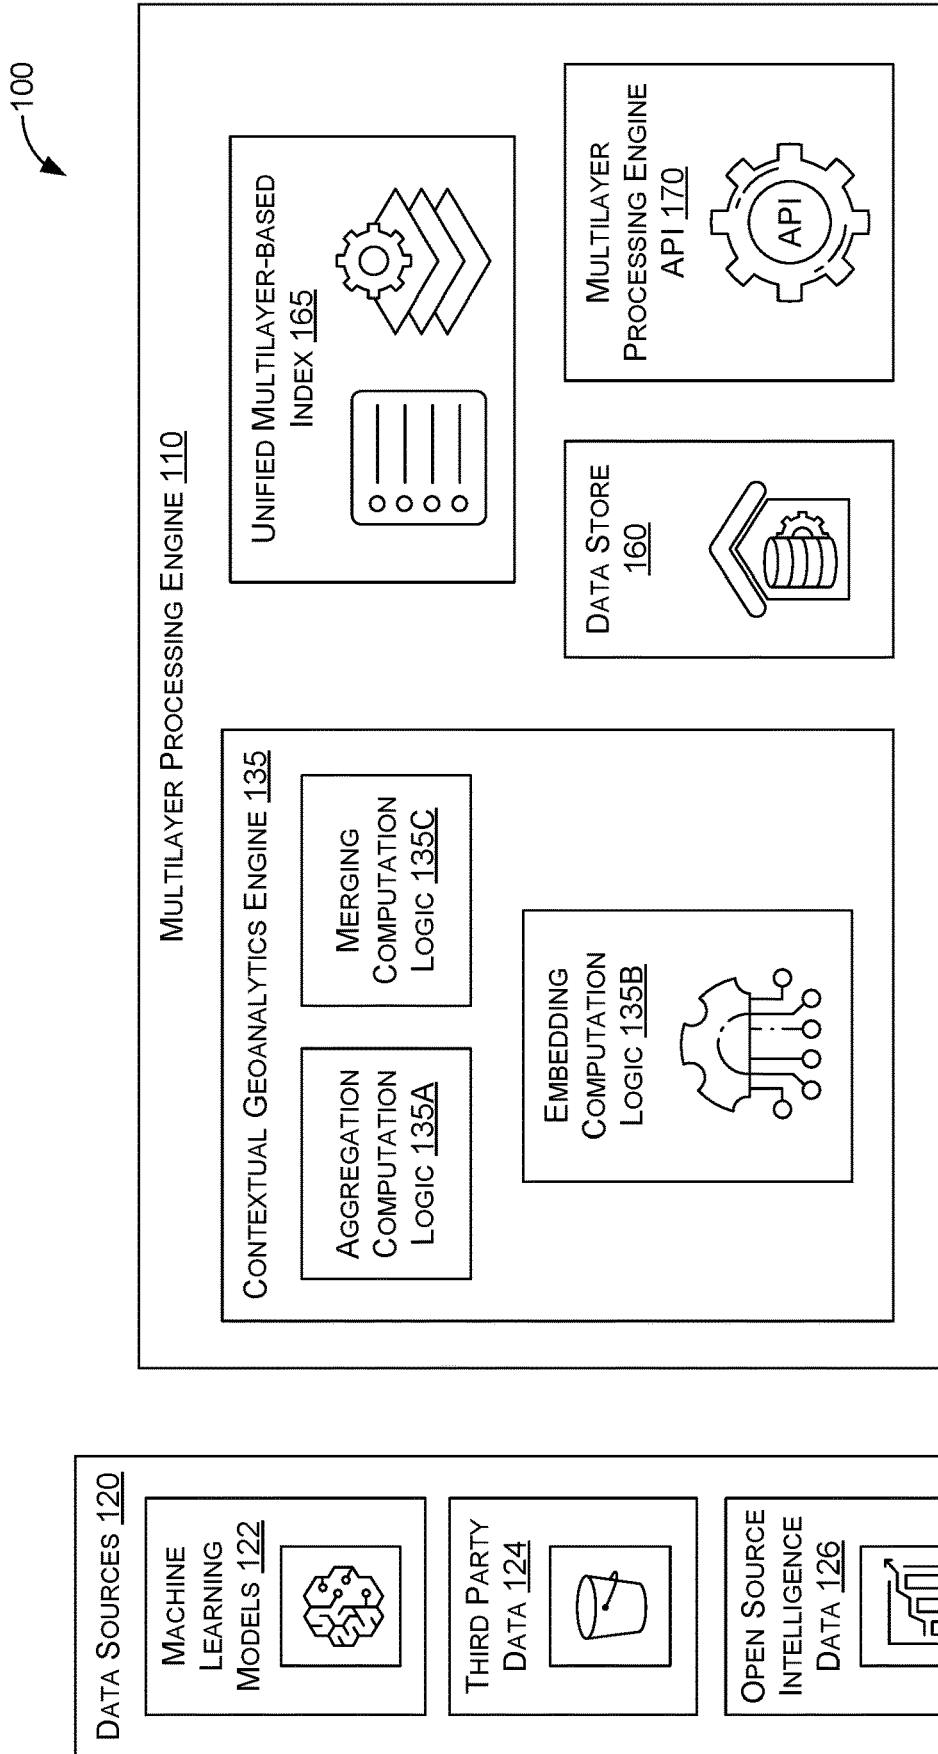 100
MULTILAYER PROCESSING ENGINE 110
DATA SOURCES 120
MACHINE
LEARNING
MODELS 122
THIRD PARTY
DATA 124
OPEN SOURCE
INTELLIGENCE
DATA 126
CONTEXTUAL GEOANALYTICS ENGINE 135
AGGREGATION
COMPUTATION
LOGIC 135A
MERGING
COMPUTATION
LOGIC 135C
EMBEDDING
COMPUTATION
LOGIC 135B
UNIFIED MULTILAYER-BASED
INDEX 165
DATA STORE
160
MULTILAYER
PROCESSING ENGINE
API 170
API